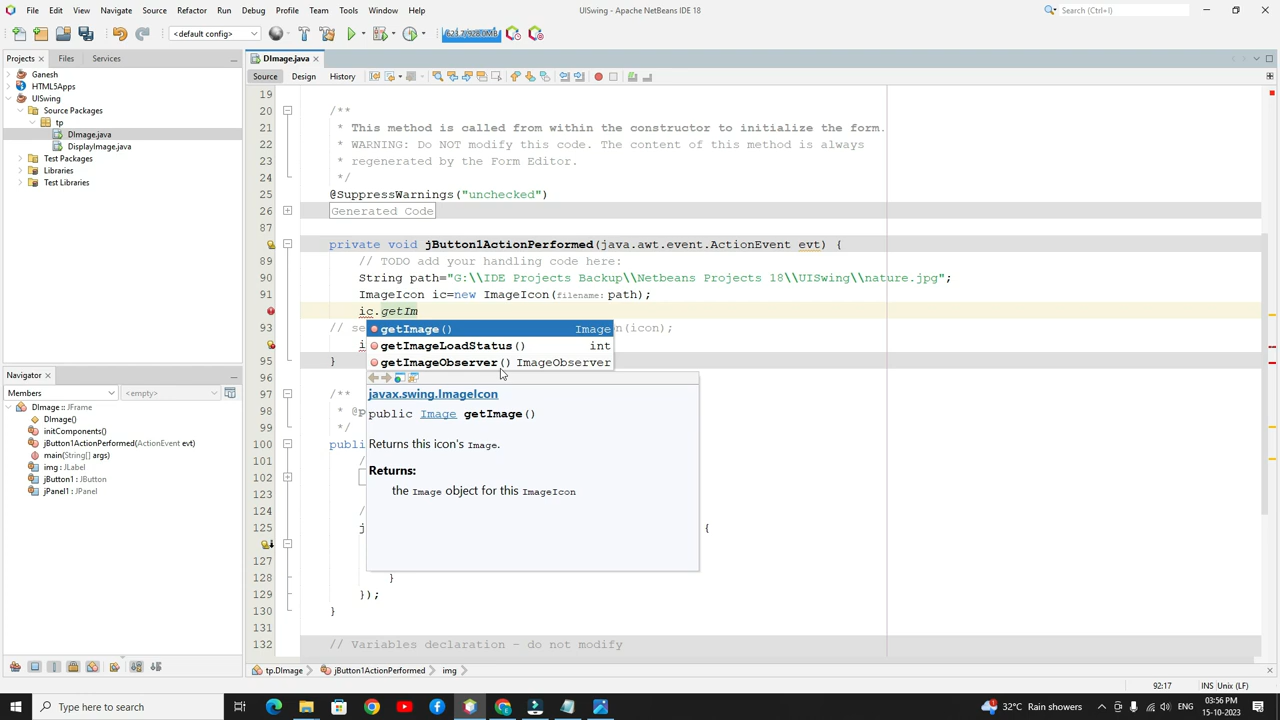 File Edit View Navigate Source Refactor Run Debug Profile Team Tools Window Help
UISwing - Apache NetBeans IDE 18
Search (Ctrl+I)
<default config>
Projects Files Services
DImage.java
Source Design History
Ganesh
HTML5Apps
UISwing
Source Packages
tp
DImage.java
DisplayImage.java
Test Packages
Libraries
Test Libraries
Navigator
Members <empty>
DImage :: JFrame
DImage()
initComponents()
jButton1ActionPerformed(ActionEvent evt)
main(String[] args)
img : JLabel
jButton1 : JButton
jPanel1 : JPanel
19
20 /**
21 * This method is called from within the constructor to initialize the form.
22 * WARNING: Do NOT modify this code. The content of this method is always
23 * regenerated by the Form Editor.
24 */
25 @SuppressWarnings("unchecked")
26 Generated Code
87
private void jButton1ActionPerformed(java.awt.event.ActionEvent evt) {
89 // TODO add your handling code here:
90 String path="G:\\IDE Projects Backup\\Netbeans Projects 18\\UISwing\\nature.jpg";
91 ImageIcon ic=new ImageIcon(filename: path);
ic.getIm
93 // se n(icon);
i
95 }
96
97 /**
98 * @p
99 */
100 publi
101 /
102
123
124 /
125 j {
127
128 }
129 });
130 }
131
132 // Variables declaration - do not modify
getImage() Image
getImageLoadStatus() int
getImageObserver() ImageObserver
javax.swing.ImageIcon
public Image getImage()
Returns this icon's Image.
Returns:
the Image object for this ImageIcon
tp.DImage jButton1ActionPerformed img
92:17 INS Unix (LF)
Type here to search
32°C Rain showers ENG 03:56 PM
15-10-2023